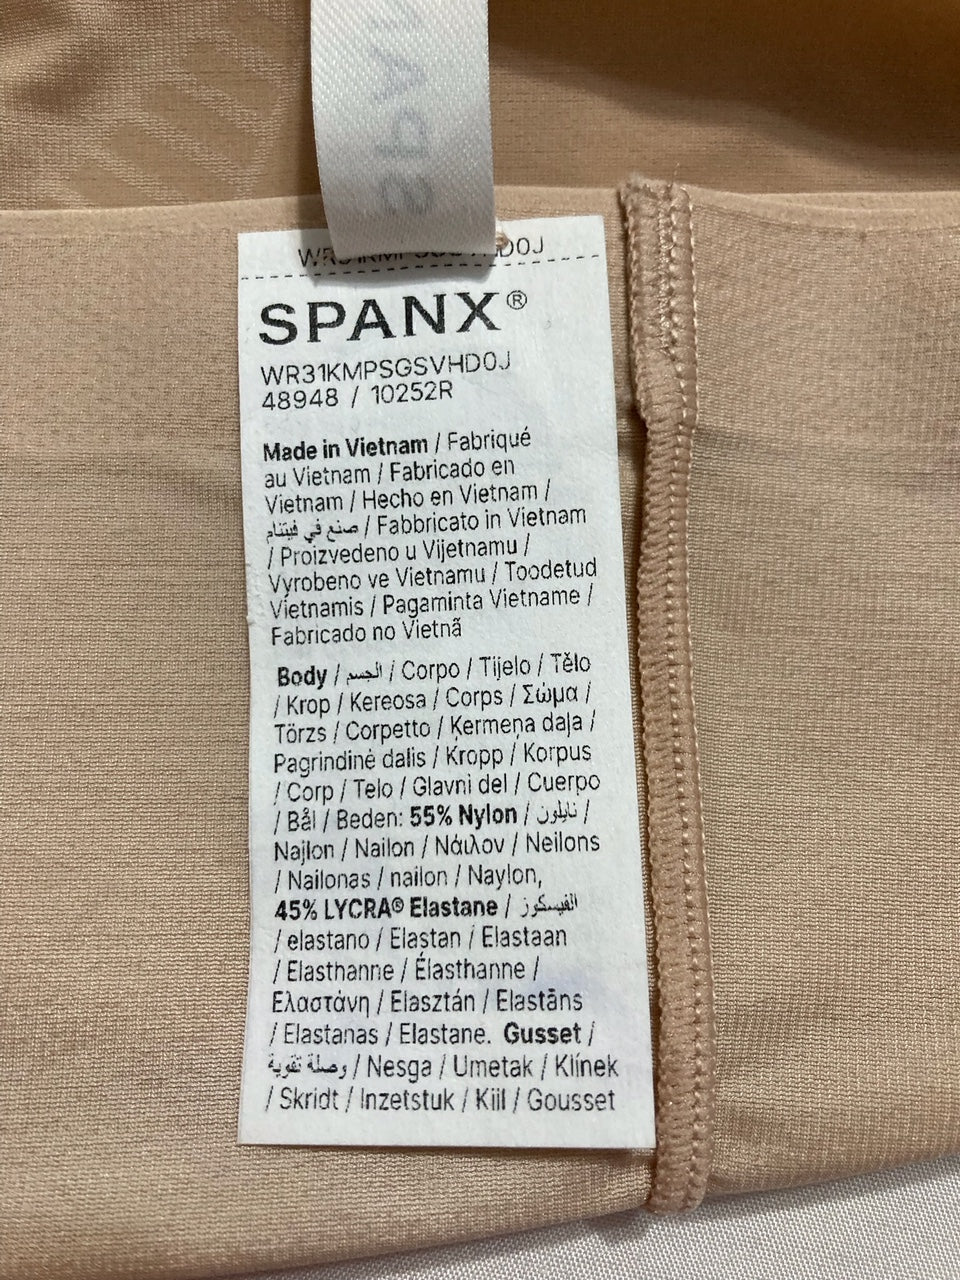 SPANX®
WR31KMPSGSVHD0J
48948 / 10252R
Made in Vietnam / Fabriqué
au Vietnam / Fabricado en
Vietnam / Hecho en Vietnam /
صنع في فيتنام / Fabbricato in Vietnam
/ Proizvedeno u Vijetnamu /
Vyrobeno ve Vietnamu / Toodetud
Vietnamis / Pagaminta Vietname /
Fabricado no Vietnã
Body / الجسم / Corpo / Tijelo / Tělo
/ Krop / Kereosa / Corps / Σώμα /
Törzs / Corpetto / Ķermeņa daļa /
Pagrindinė dalis / Kropp / Korpus
/ Corp / Telo / Glavni del / Cuerpo
/ Bål / Beden: 55% Nylon / نايلون /
Najlon / Nailon / Νάιλον / Neilons
/ Nailonas / nailon / Naylon,
45% LYCRA® Elastane / الفيسكوز
/ elastano / Elastan / Elastaan
/ Elasthanne / Élasthanne /
Ελαστάνη / Elasztán / Elastāns
/ Elastanas / Elastane. Gusset /
وصلة تقوية / Nesga / Umetak / Klínek
/ Skridt / Inzetstuk / Kiil / Gousset